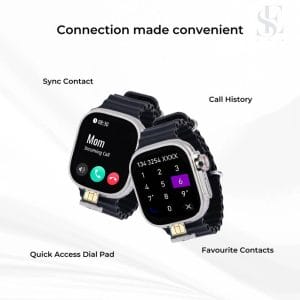 Connection made convenient
Sync Contact
Call History
08:30
Mom
Incoming Call
134 3254 XXXX
1 2 3
4 5 6
7 8 9
0
Quick Access Dial Pad
Favourite Contacts